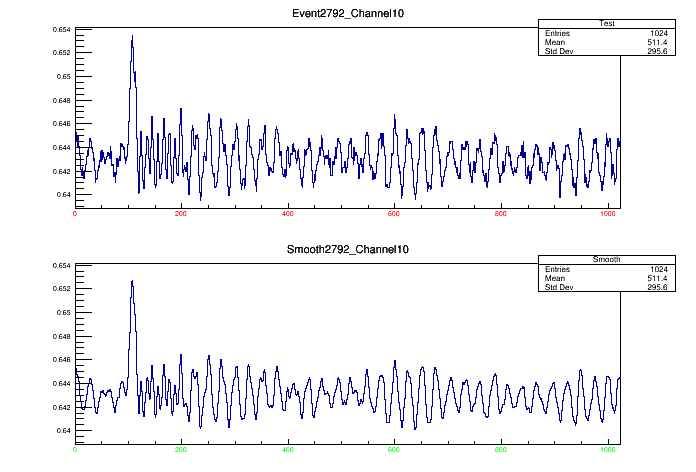 Event2792_Channel10
Test
Entries 1024
Mean 511.4
Std Dev 295.6
0.654
0.652
0.65
0.648
0.646
0.644
0.642
0.64
0 200 400 600 800 1000
Smooth2792_Channel10
Smooth
Entries 1024
Mean 511.4
Std Dev 295.6
0.654
0.652
0.65
0.648
0.646
0.644
0.642
0.64
0 200 400 600 800 1000